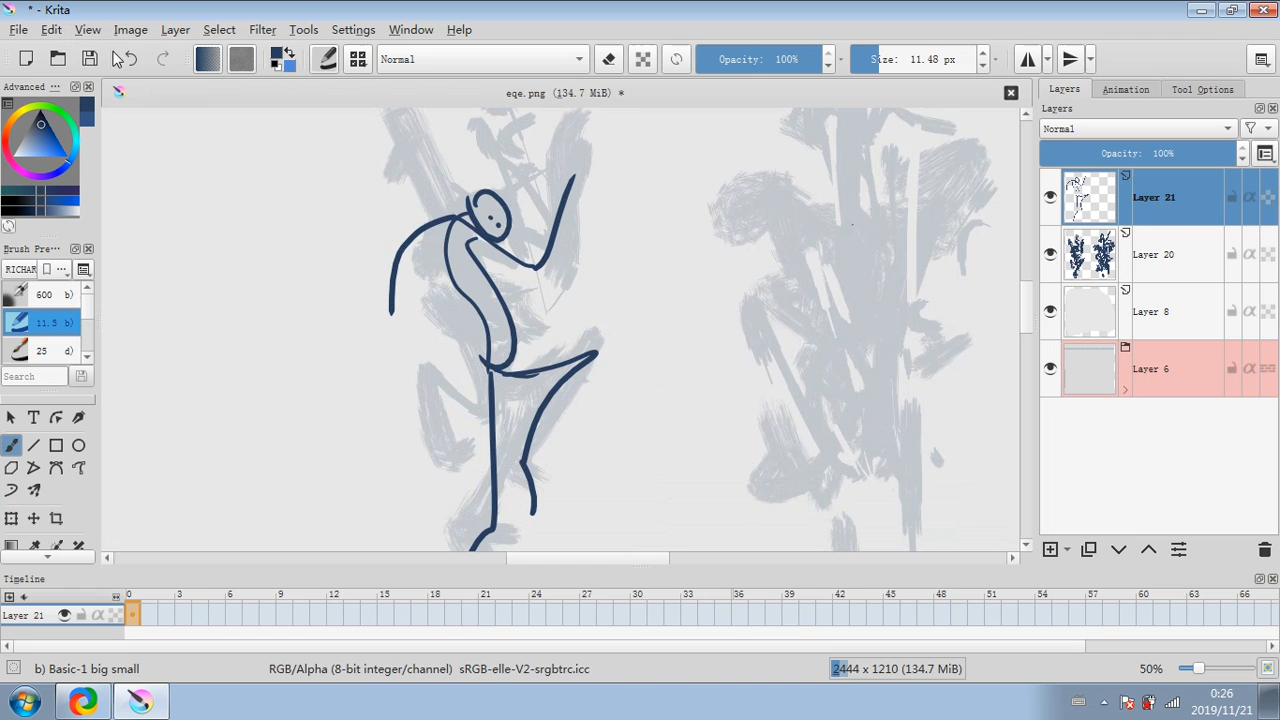 * - Krita
File Edit View Image Layer Select Filter Tools Settings Window Help
Normal Opacity: 100% Size: 11.48 px
Advanced
eqe.png (134.7 MiB) *
Layers Animation Tool Options
Layers
Normal
Opacity: 100%
Layer 21
Layer 20
Layer 8
Layer 6
Brush Pre...
RICHAR ...
600 b)
11.5 b)
25 d)
Search
Timeline
0 3 6 9 12 15 18 21 24 27 30 33 36 39 42 45 48 51 54 57 60 63 66
Layer 21
b) Basic-1 big small RGB/Alpha (8-bit integer/channel) sRGB-elle-V2-srgbtrc.icc 2444 x 1210 (134.7 MiB) 50%
0:26
2019/11/21